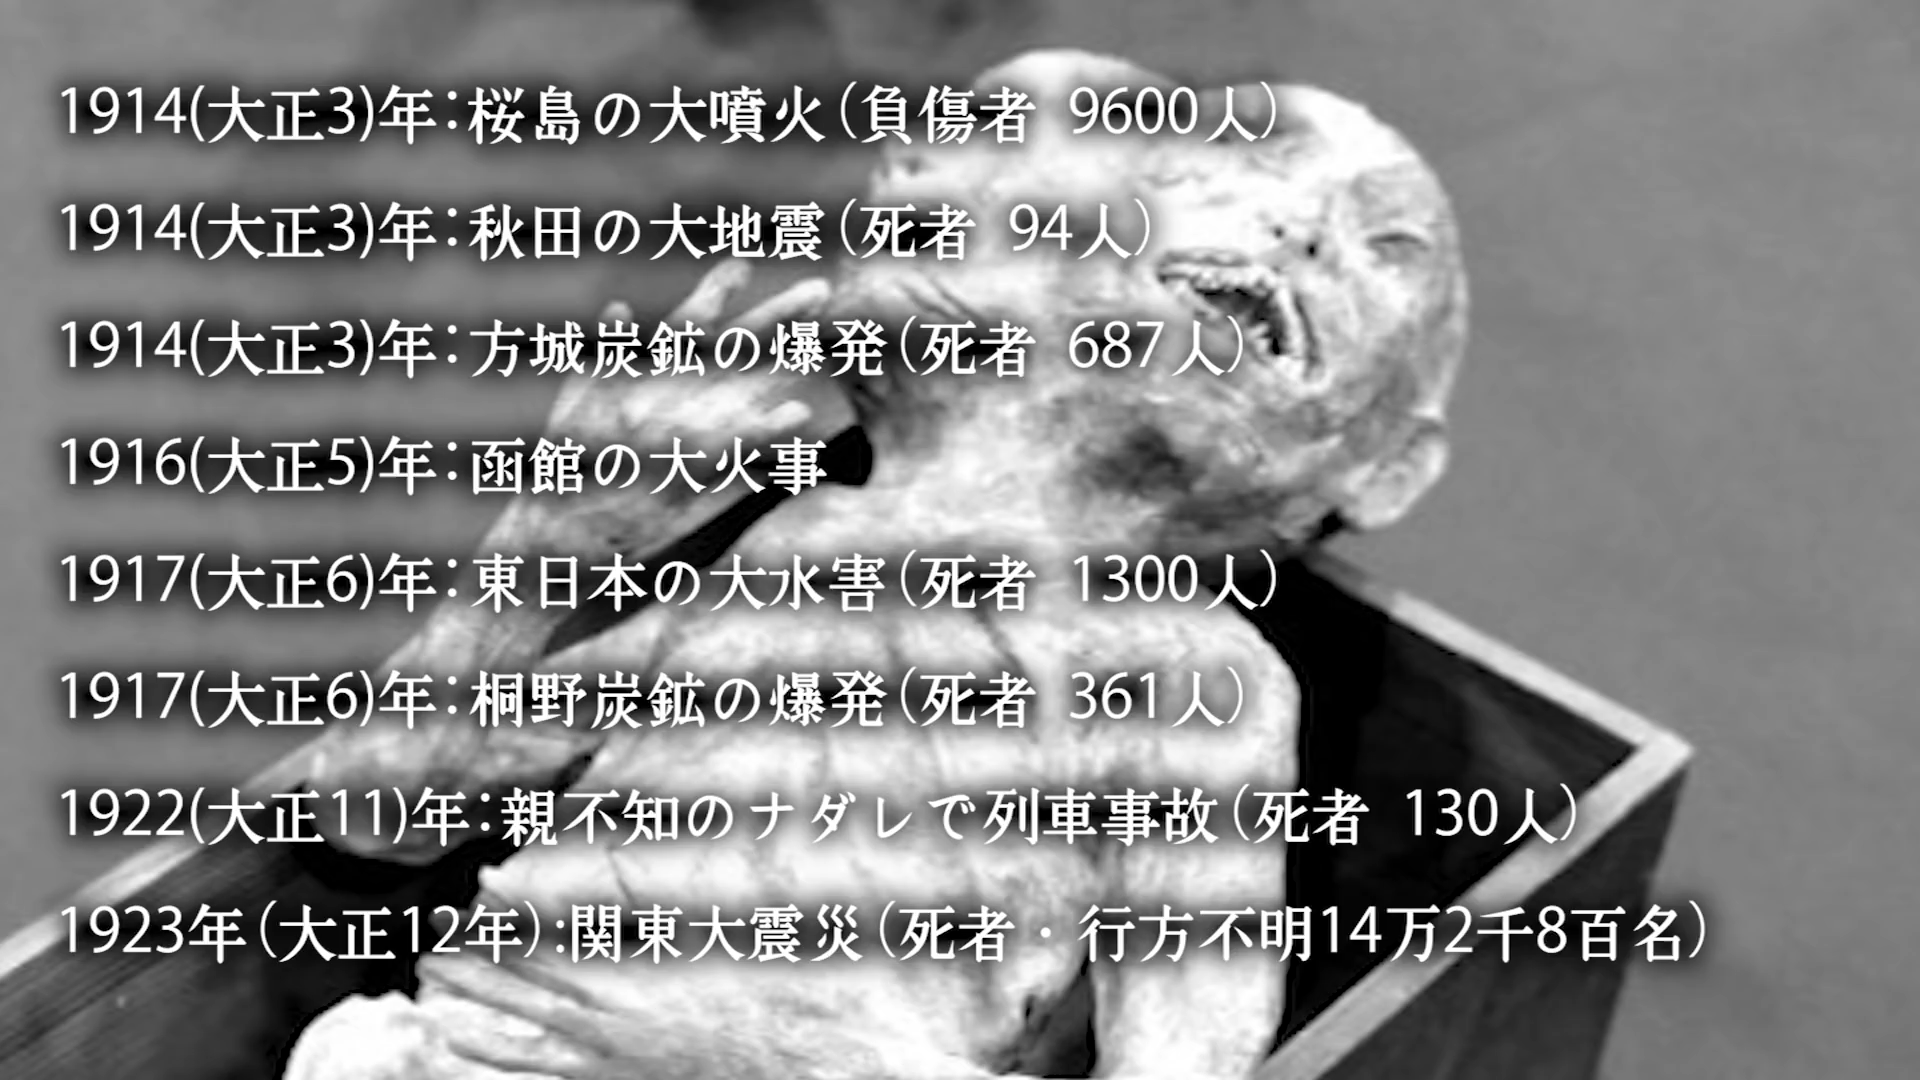 1914(大正3)年：桜島の大噴火（負傷者 9600人）
1914(大正3)年：秋田の大地震（死者 94人）
1914(大正3)年：方城炭鉱の爆発（死者 687人）
1916(大正5)年：函館の大火事
1917(大正6)年：東日本の大水害（死者 1300人）
1917(大正6)年：桐野炭鉱の爆発（死者 361人）
1922(大正11)年：親不知のナダレで列車事故（死者 130人）
1923年（大正12年）:関東大震災（死者・行方不明14万2千8百名）